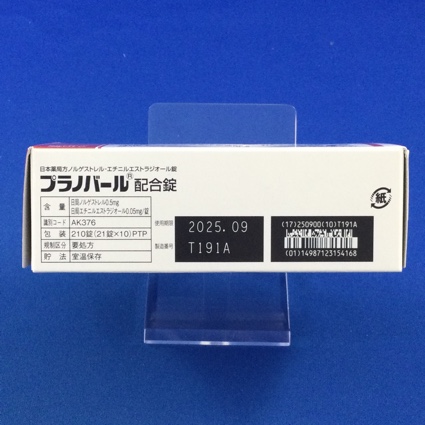 日本薬局方ノルゲストレル・エチニルエストラジオール錠
プラノバール® 配合錠
含 量 日局ノルゲストレル0.5mg
日局エチニルエストラジオール0.05mg/錠
識別コード AK376
包 装 210錠(21錠×10)PTP
規制区分 要処方
貯 法 室温保存
使用期限 2025.09
製造番号 T191A
(17)250900(10)T191A
(01)14987123154168
紙